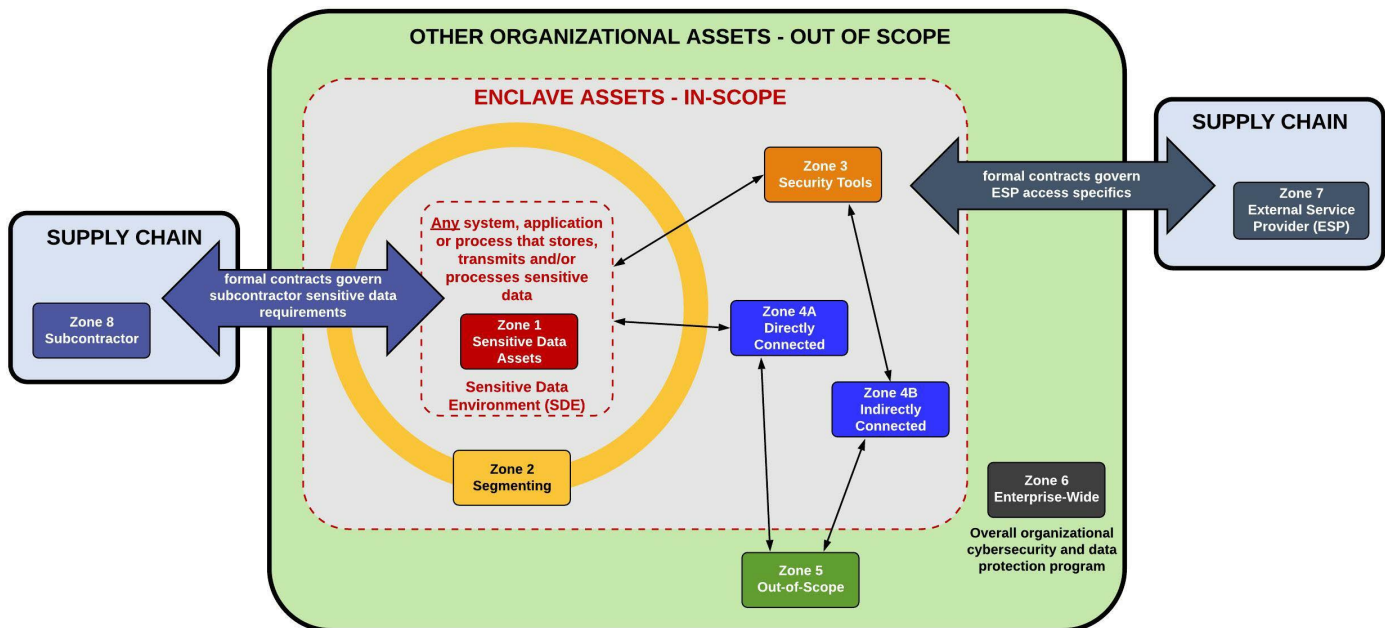 OTHER ORGANIZATIONAL ASSETS - OUT OF SCOPE
ENCLAVE ASSETS - IN-SCOPE
SUPPLY CHAIN
formal contracts govern
subcontractor sensitive data
requirements
Zone 8
Subcontractor
Any system, application
or process that stores,
transmits and/or
processes sensitive
data
Zone 1
Sensitive Data
Assets
Sensitive Data
Environment (SDE)
Zone 2
Segmenting
Zone 3
Security Tools
Zone 4A
Directly
Connected
Zone 4B
Indirectly
Connected
Zone 5
Out-of-Scope
Zone 6
Enterprise-Wide
Overall organizational
cybersecurity and data
protection program
formal contracts govern
ESP access specifics
SUPPLY CHAIN
Zone 7
External Service
Provider (ESP)